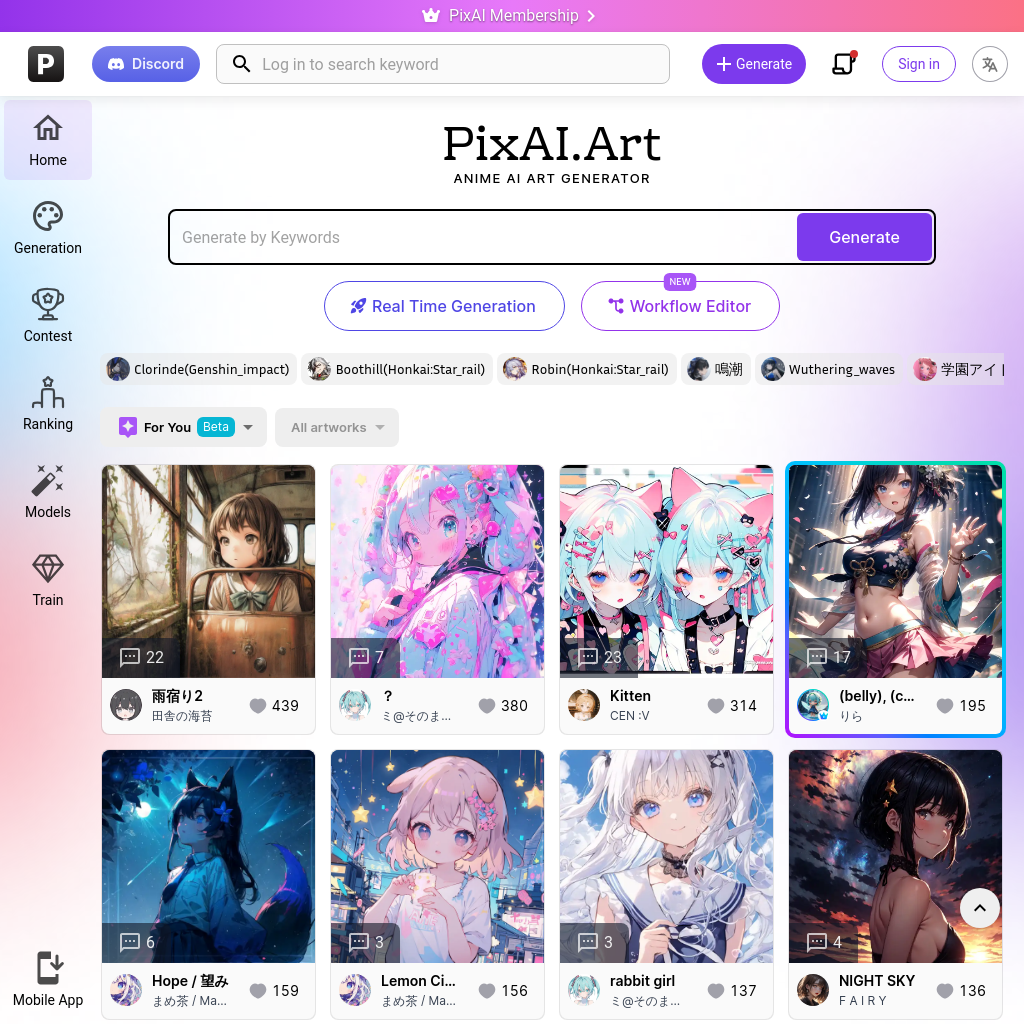 PixAI Membership
P
Discord
Log in to search keyword
Generate
Sign in
Home
Generation
Contest
Ranking
Models
Train
Mobile App
PixAI.Art
ANIME AI ART GENERATOR
Generate by Keywords
Generate
Real Time Generation
NEW
Workflow Editor
Clorinde(Genshin_impact)
Boothill(Honkai:Star_rail)
Robin(Honkai:Star_rail)
鳴潮
Wuthering_waves
学園アイ
For You
Beta
All artworks
22
雨宿り2
田舎の海苔
439
7
?
ミ@そのま...
380
23
Kitten
CEN :V
314
17
(belly), (c...
りら
195
6
Hope / 望み
まめ茶 / Ma...
159
3
Lemon Ci...
まめ茶 / Ma...
156
3
rabbit girl
ミ@そのま...
137
4
NIGHT SKY
F A I R Y
136